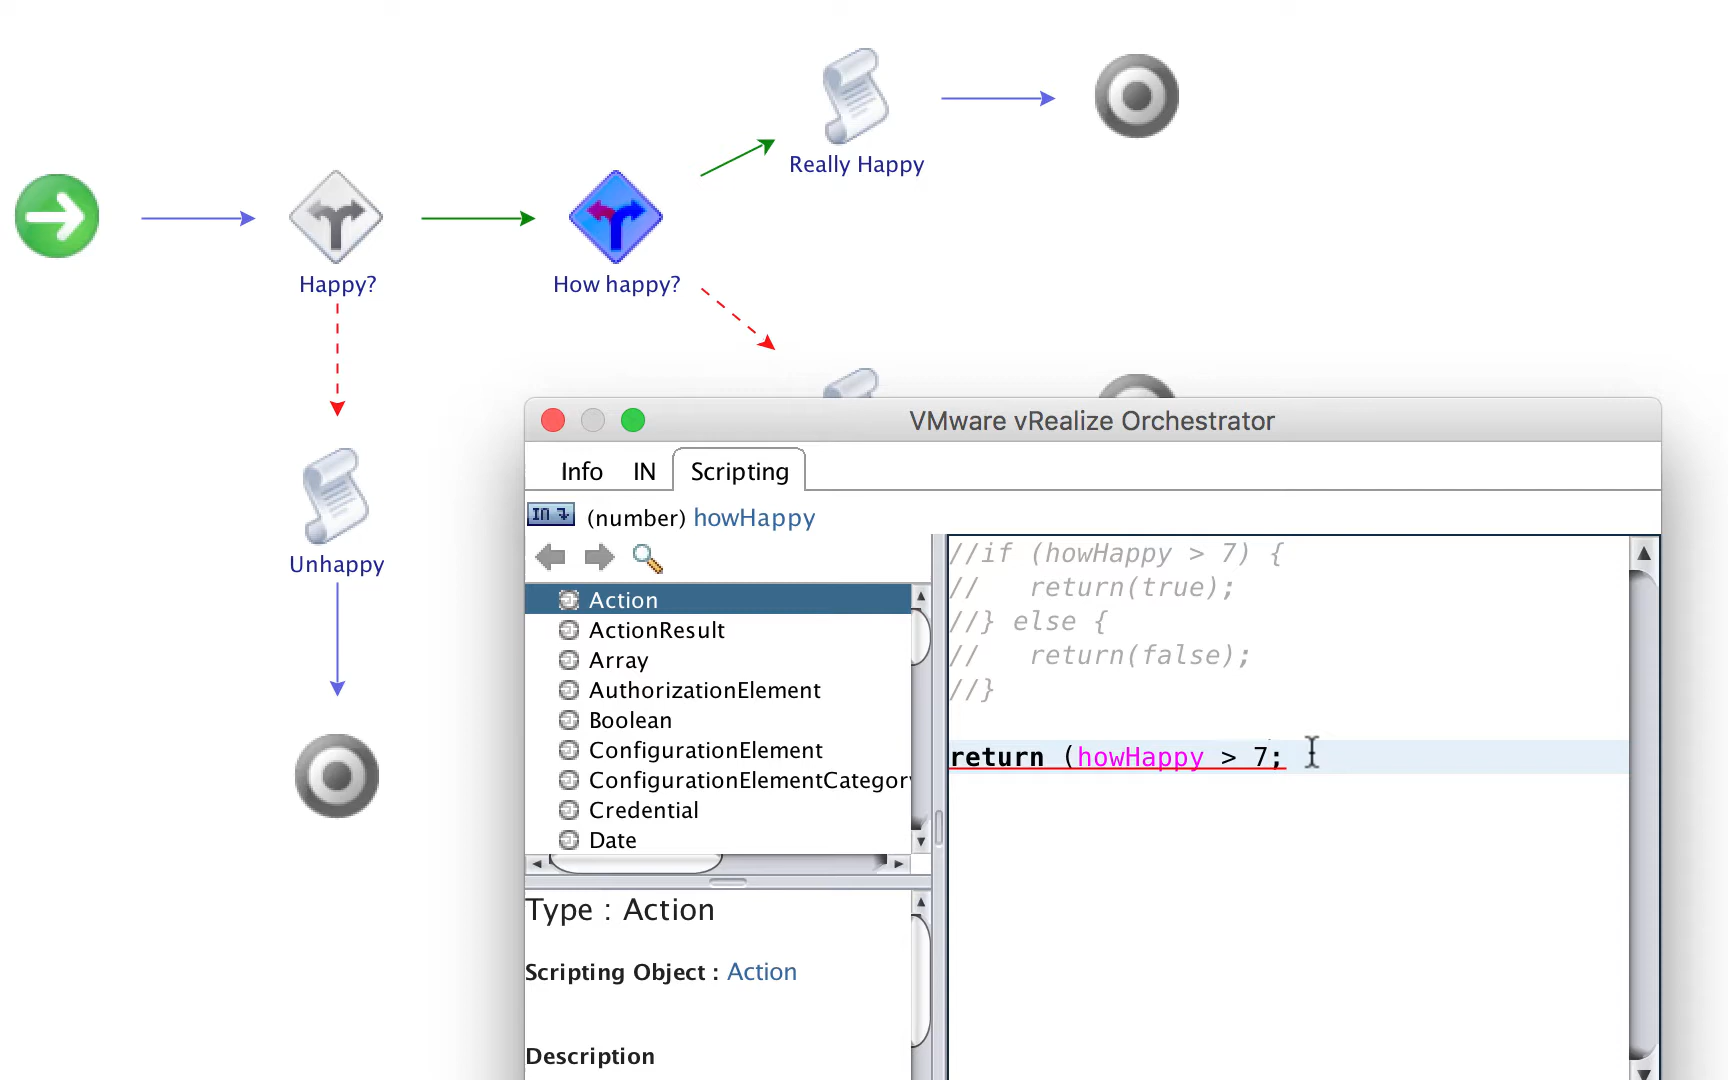 Really Happy
Happy?
How happy?
Unhappy
VMware vRealize Orchestrator
Info IN Scripting
IN (number) howHappy
Action
ActionResult
Array
AuthorizationElement
Boolean
ConfigurationElement
ConfigurationElementCategory
Credential
Date
Type : Action
Scripting Object : Action
Description
//if (howHappy > 7) {
//   return(true);
//} else {
//   return(false);
//}
return (howHappy > 7;